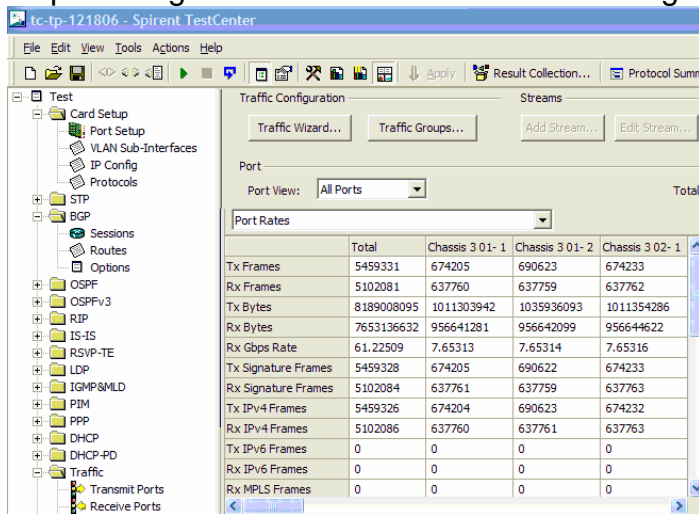 tc-tp-121806 - Spirent TestCenter
File Edit View Tools Actions Help
Apply Result Collection... Protocol Summ
Test
Card Setup
Port Setup
VLAN Sub-Interfaces
IP Config
Protocols
STP
BGP
Sessions
Routes
Options
OSPF
OSPFv3
RIP
IS-IS
RSVP-TE
LDP
IGMP&MLD
PIM
PPP
DHCP
DHCP-PD
Traffic
Transmit Ports
Receive Ports
Traffic Configuration Streams
Traffic Wizard... Traffic Groups... Add Stream... Edit Stream...
Port
Port View: All Ports Total
Port Rates
Total Chassis 3 01- 1 Chassis 3 01- 2 Chassis 3 02- 1
Tx Frames 5459331 674205 690623 674233
Rx Frames 5102081 637760 637759 637762
Tx Bytes 8189008095 1011303942 1035936093 1011354286
Rx Bytes 7653136632 956641281 956642099 956644622
Rx Gbps Rate 61.22509 7.65313 7.65314 7.65316
Tx Signature Frames 5459328 674205 690622 674233
Rx Signature Frames 5102084 637761 637759 637763
Tx IPv4 Frames 5459326 674204 690623 674232
Rx IPv4 Frames 5102086 637760 637761 637763
Tx IPv6 Frames 0 0 0 0
Rx IPv6 Frames 0 0 0 0
Rx MPLS Frames 0 0 0 0